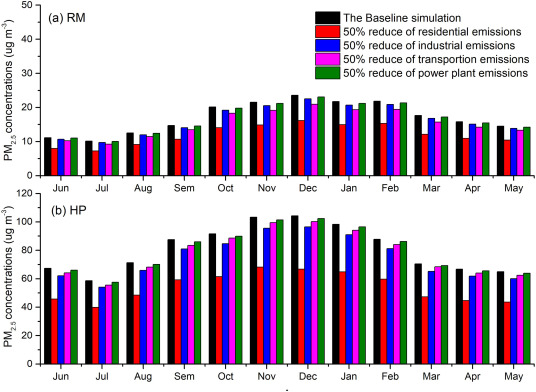 (a) RM
The Baseline simulation
50% reduce of residential emissions
50% reduce of industrial emissions
50% reduce of transportion emissions
50% reduce of power plant emissions
PM2.5 concentrations (ug m-3)
50
40
30
20
10
0
Jun Jul Aug Sem Oct Nov Dec Jan Feb Mar Apr May
(b) HP
PM2.5 concentrations (ug m-3)
120
100
80
60
40
20
0
Jun Jul Aug Sem Oct Nov Dec Jan Feb Mar Apr May